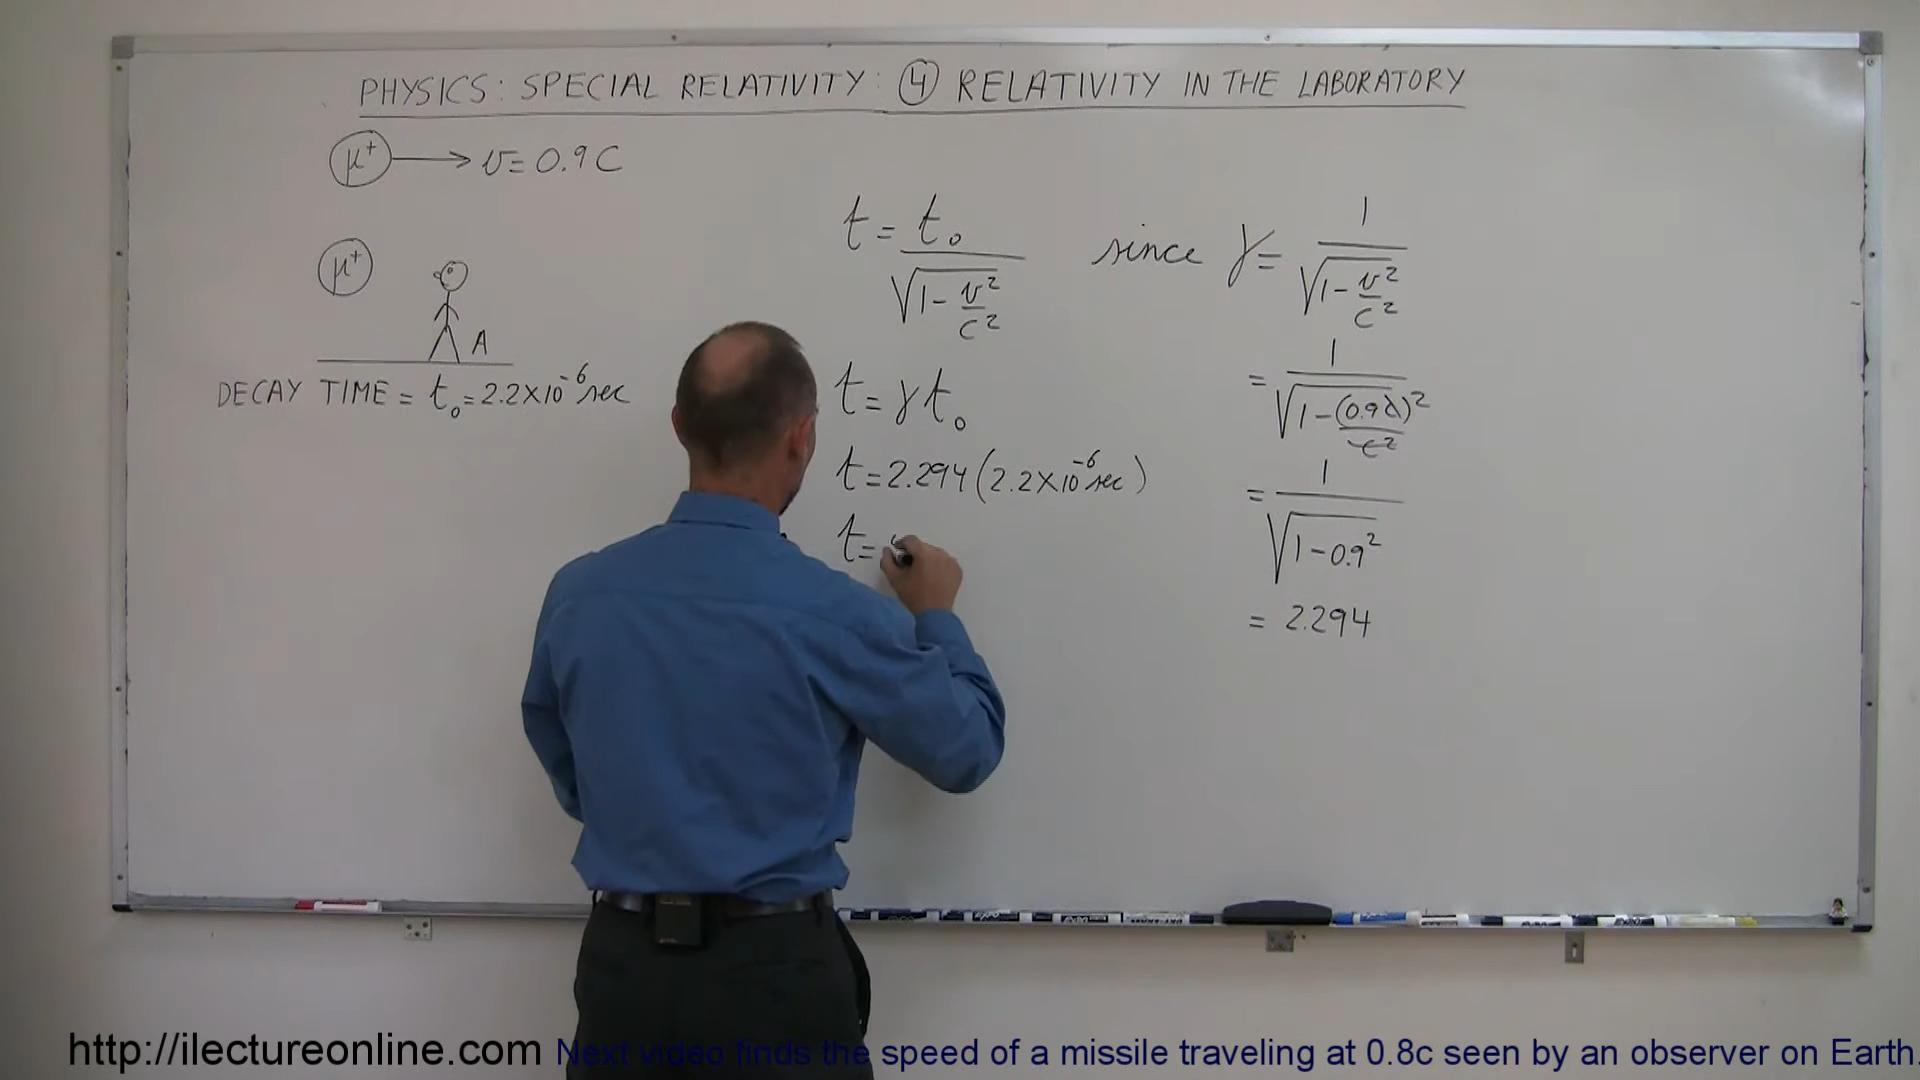 PHYSICS: SPECIAL RELATIVITY: ④ RELATIVITY IN THE LABORATORY
μ⁺ → v = 0.9 C
μ⁺
A
DECAY TIME = t₀ = 2.2 × 10⁻⁶ sec
t = t₀ / √(1 - v²/c²)
t = γ t₀
t = 2.294 (2.2 × 10⁻⁶ sec)
t =
since γ = 1 / √(1 - v²/c²)
= 1 / √(1 - (0.9c)²/c²)
= 1 / √(1 - 0.9²)
= 2.294
EXPO
http://ilectureonline.com Next video finds the speed of a missile traveling at 0.8c seen by an observer on Earth.